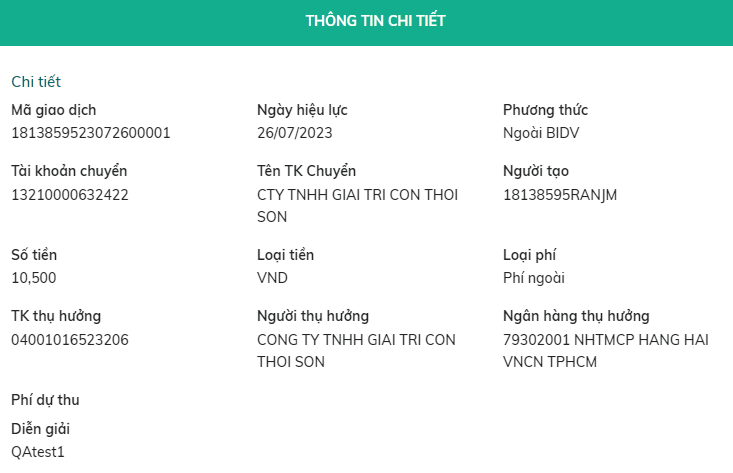 THÔNG TIN CHI TIẾT
Chi tiết
Mã giao dịch
1813859523072600001
Ngày hiệu lực
26/07/2023
Phương thức
Ngoài BIDV
Tài khoản chuyển
13210000632422
Tên TK Chuyển
CTY TNHH GIAI TRI CON THOI
SON
Người tạo
18138595RANJM
Số tiền
10,500
Loại tiền
VND
Loại phí
Phí ngoài
TK thụ hưởng
04001016523206
Người thụ hưởng
CONG TY TNHH GIAI TRI CON
THOI SON
Ngân hàng thụ hưởng
79302001 NHTMCP HANG HAI
VNCN TPHCM
Phí dự thu
Diễn giải
QAtest1